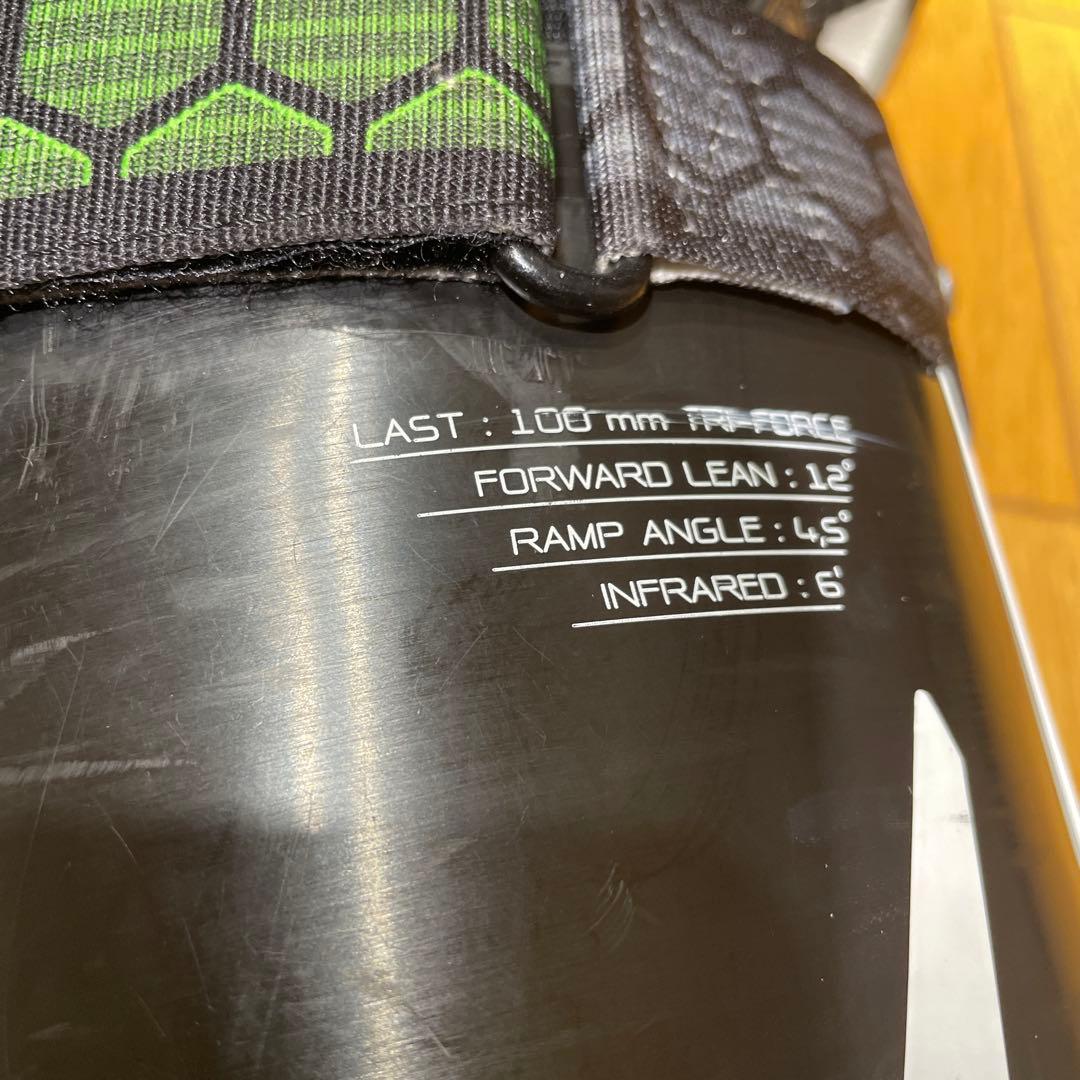 LAST : 100 mm TRI-FORCE
FORWARD LEAN : 12°
RAMP ANGLE : 4,5°
INFRARED : 6'